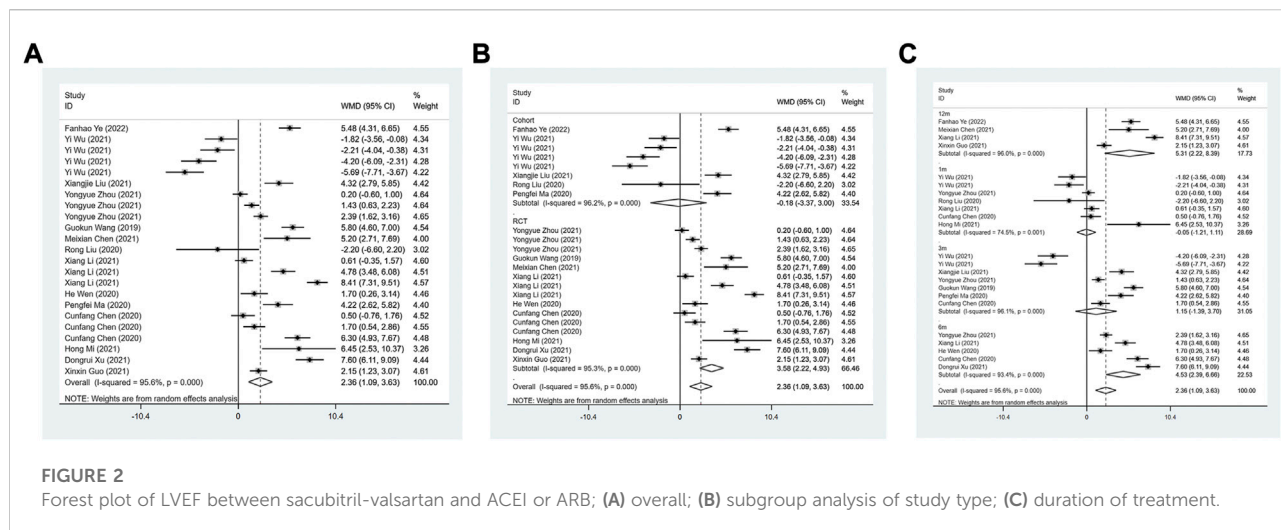 A
Study
ID
WMD (95% CI)
%
Weight
Fanhao Ye (2022) 5.48 (4.31, 6.65) 4.55
Yi Wu (2021) -1.82 (-3.56, -0.08) 4.34
Yi Wu (2021) -2.21 (-4.04, -0.38) 4.31
Yi Wu (2021) -4.20 (-6.09, -2.31) 4.28
Yi Wu (2021) -5.69 (-7.71, -3.67) 4.22
Xiangjie Liu (2021) 4.32 (2.79, 5.85) 4.42
Yongyue Zhou (2021) 0.20 (-0.60, 1.00) 4.64
Yongyue Zhou (2021) 1.43 (0.63, 2.23) 4.64
Yongyue Zhou (2021) 2.39 (1.62, 3.16) 4.65
Guokun Wang (2019) 5.80 (4.60, 7.00) 4.54
Meixian Chen (2021) 5.20 (2.71, 7.69) 4.00
Rong Liu (2020) -2.20 (-6.60, 2.20) 3.02
Xiang Li (2021) 0.61 (-0.35, 1.57) 4.60
Xiang Li (2021) 4.78 (3.48, 6.08) 4.51
Xiang Li (2021) 8.41 (7.31, 9.51) 4.57
He Wen (2020) 1.70 (0.26, 3.14) 4.46
Pengfei Ma (2020) 4.22 (2.62, 5.82) 4.40
Cunfang Chen (2020) 0.50 (-0.76, 1.76) 4.52
Cunfang Chen (2020) 1.70 (0.54, 2.86) 4.55
Cunfang Chen (2020) 6.30 (4.93, 7.67) 4.48
Hong Mi (2021) 6.45 (2.53, 10.37) 3.26
Dongrui Xu (2021) 7.60 (6.11, 9.09) 4.44
Xinxin Guo (2021) 2.15 (1.23, 3.07) 4.61
Overall (I-squared = 95.6%, p = 0.000) 2.36 (1.09, 3.63) 100.00
NOTE: Weights are from random effects analysis
-10.4 0 10.4
B
Study
ID
WMD (95% CI)
%
Weight
Cohort
Fanhao Ye (2022) 5.48 (4.31, 6.65) 4.55
Yi Wu (2021) -1.82 (-3.56, -0.08) 4.34
Yi Wu (2021) -2.21 (-4.04, -0.38) 4.31
Yi Wu (2021) -4.20 (-6.09, -2.31) 4.28
Yi Wu (2021) -5.69 (-7.71, -3.67) 4.22
Xiangjie Liu (2021) 4.32 (2.79, 5.85) 4.42
Rong Liu (2020) -2.20 (-6.60, 2.20) 3.02
Pengfei Ma (2020) 4.22 (2.62, 5.82) 4.40
Subtotal (I-squared = 96.2%, p = 0.000) -0.18 (-3.37, 3.00) 33.54
.
RCT
Yongyue Zhou (2021) 0.20 (-0.60, 1.00) 4.64
Yongyue Zhou (2021) 1.43 (0.63, 2.23) 4.64
Yongyue Zhou (2021) 2.39 (1.62, 3.16) 4.65
Guokun Wang (2019) 5.80 (4.60, 7.00) 4.54
Meixian Chen (2021) 5.20 (2.71, 7.69) 4.00
Xiang Li (2021) 0.61 (-0.35, 1.57) 4.60
Xiang Li (2021) 4.78 (3.48, 6.08) 4.51
Xiang Li (2021) 8.41 (7.31, 9.51) 4.57
He Wen (2020) 1.70 (0.26, 3.14) 4.46
Cunfang Chen (2020) 0.50 (-0.76, 1.76) 4.52
Cunfang Chen (2020) 1.70 (0.54, 2.86) 4.55
Cunfang Chen (2020) 6.30 (4.93, 7.67) 4.48
Hong Mi (2021) 6.45 (2.53, 10.37) 3.26
Dongrui Xu (2021) 7.60 (6.11, 9.09) 4.44
Xinxin Guo (2021) 2.15 (1.23, 3.07) 4.61
Subtotal (I-squared = 95.3%, p = 0.000) 3.58 (2.22, 4.93) 66.46
.
Overall (I-squared = 95.6%, p = 0.000) 2.36 (1.09, 3.63) 100.00
NOTE: Weights are from random effects analysis
-10.4 0 10.4
C
Study
ID
WMD (95% CI)
%
Weight
12m
Fanhao Ye (2022) 5.48 (4.31, 6.65) 4.55
Meixian Chen (2021) 5.20 (2.71, 7.69) 4.00
Xiang Li (2021) 8.41 (7.31, 9.51) 4.57
Xinxin Guo (2021) 2.15 (1.23, 3.07) 4.61
Subtotal (I-squared = 96.0%, p = 0.000) 5.31 (2.22, 8.39) 17.73
.
1m
Yi Wu (2021) -1.82 (-3.56, -0.08) 4.34
Yi Wu (2021) -2.21 (-4.04, -0.38) 4.31
Yongyue Zhou (2021) 0.20 (-0.60, 1.00) 4.64
Rong Liu (2020) -2.20 (-6.60, 2.20) 3.02
Xiang Li (2021) 0.61 (-0.35, 1.57) 4.60
Cunfang Chen (2020) 0.50 (-0.76, 1.76) 4.52
Hong Mi (2021) 6.45 (2.53, 10.37) 3.26
Subtotal (I-squared = 74.5%, p = 0.001) -0.05 (-1.21, 1.11) 28.69
.
3m
Yi Wu (2021) -4.20 (-6.09, -2.31) 4.28
Yi Wu (2021) -5.69 (-7.71, -3.67) 4.22
Xiangjie Liu (2021) 4.32 (2.79, 5.85) 4.42
Yongyue Zhou (2021) 1.43 (0.63, 2.23) 4.64
Guokun Wang (2019) 5.80 (4.60, 7.00) 4.54
Pengfei Ma (2020) 4.22 (2.62, 5.82) 4.40
Cunfang Chen (2020) 1.70 (0.54, 2.86) 4.55
Subtotal (I-squared = 96.1%, p = 0.000) 1.15 (-1.39, 3.70) 31.05
.
6m
Yongyue Zhou (2021) 2.39 (1.62, 3.16) 4.65
Xiang Li (2021) 4.78 (3.48, 6.08) 4.51
He Wen (2020) 1.70 (0.26, 3.14) 4.46
Cunfang Chen (2020) 6.30 (4.93, 7.67) 4.48
Dongrui Xu (2021) 7.60 (6.11, 9.09) 4.44
Subtotal (I-squared = 93.4%, p = 0.000) 4.53 (2.39, 6.66) 22.53
.
Overall (I-squared = 95.6%, p = 0.000) 2.36 (1.09, 3.63) 100.00
NOTE: Weights are from random effects analysis
-10.4 0 10.4
FIGURE 2
Forest plot of LVEF between sacubitril-valsartan and ACEI or ARB; (A) overall; (B) subgroup analysis of study type; (C) duration of treatment.